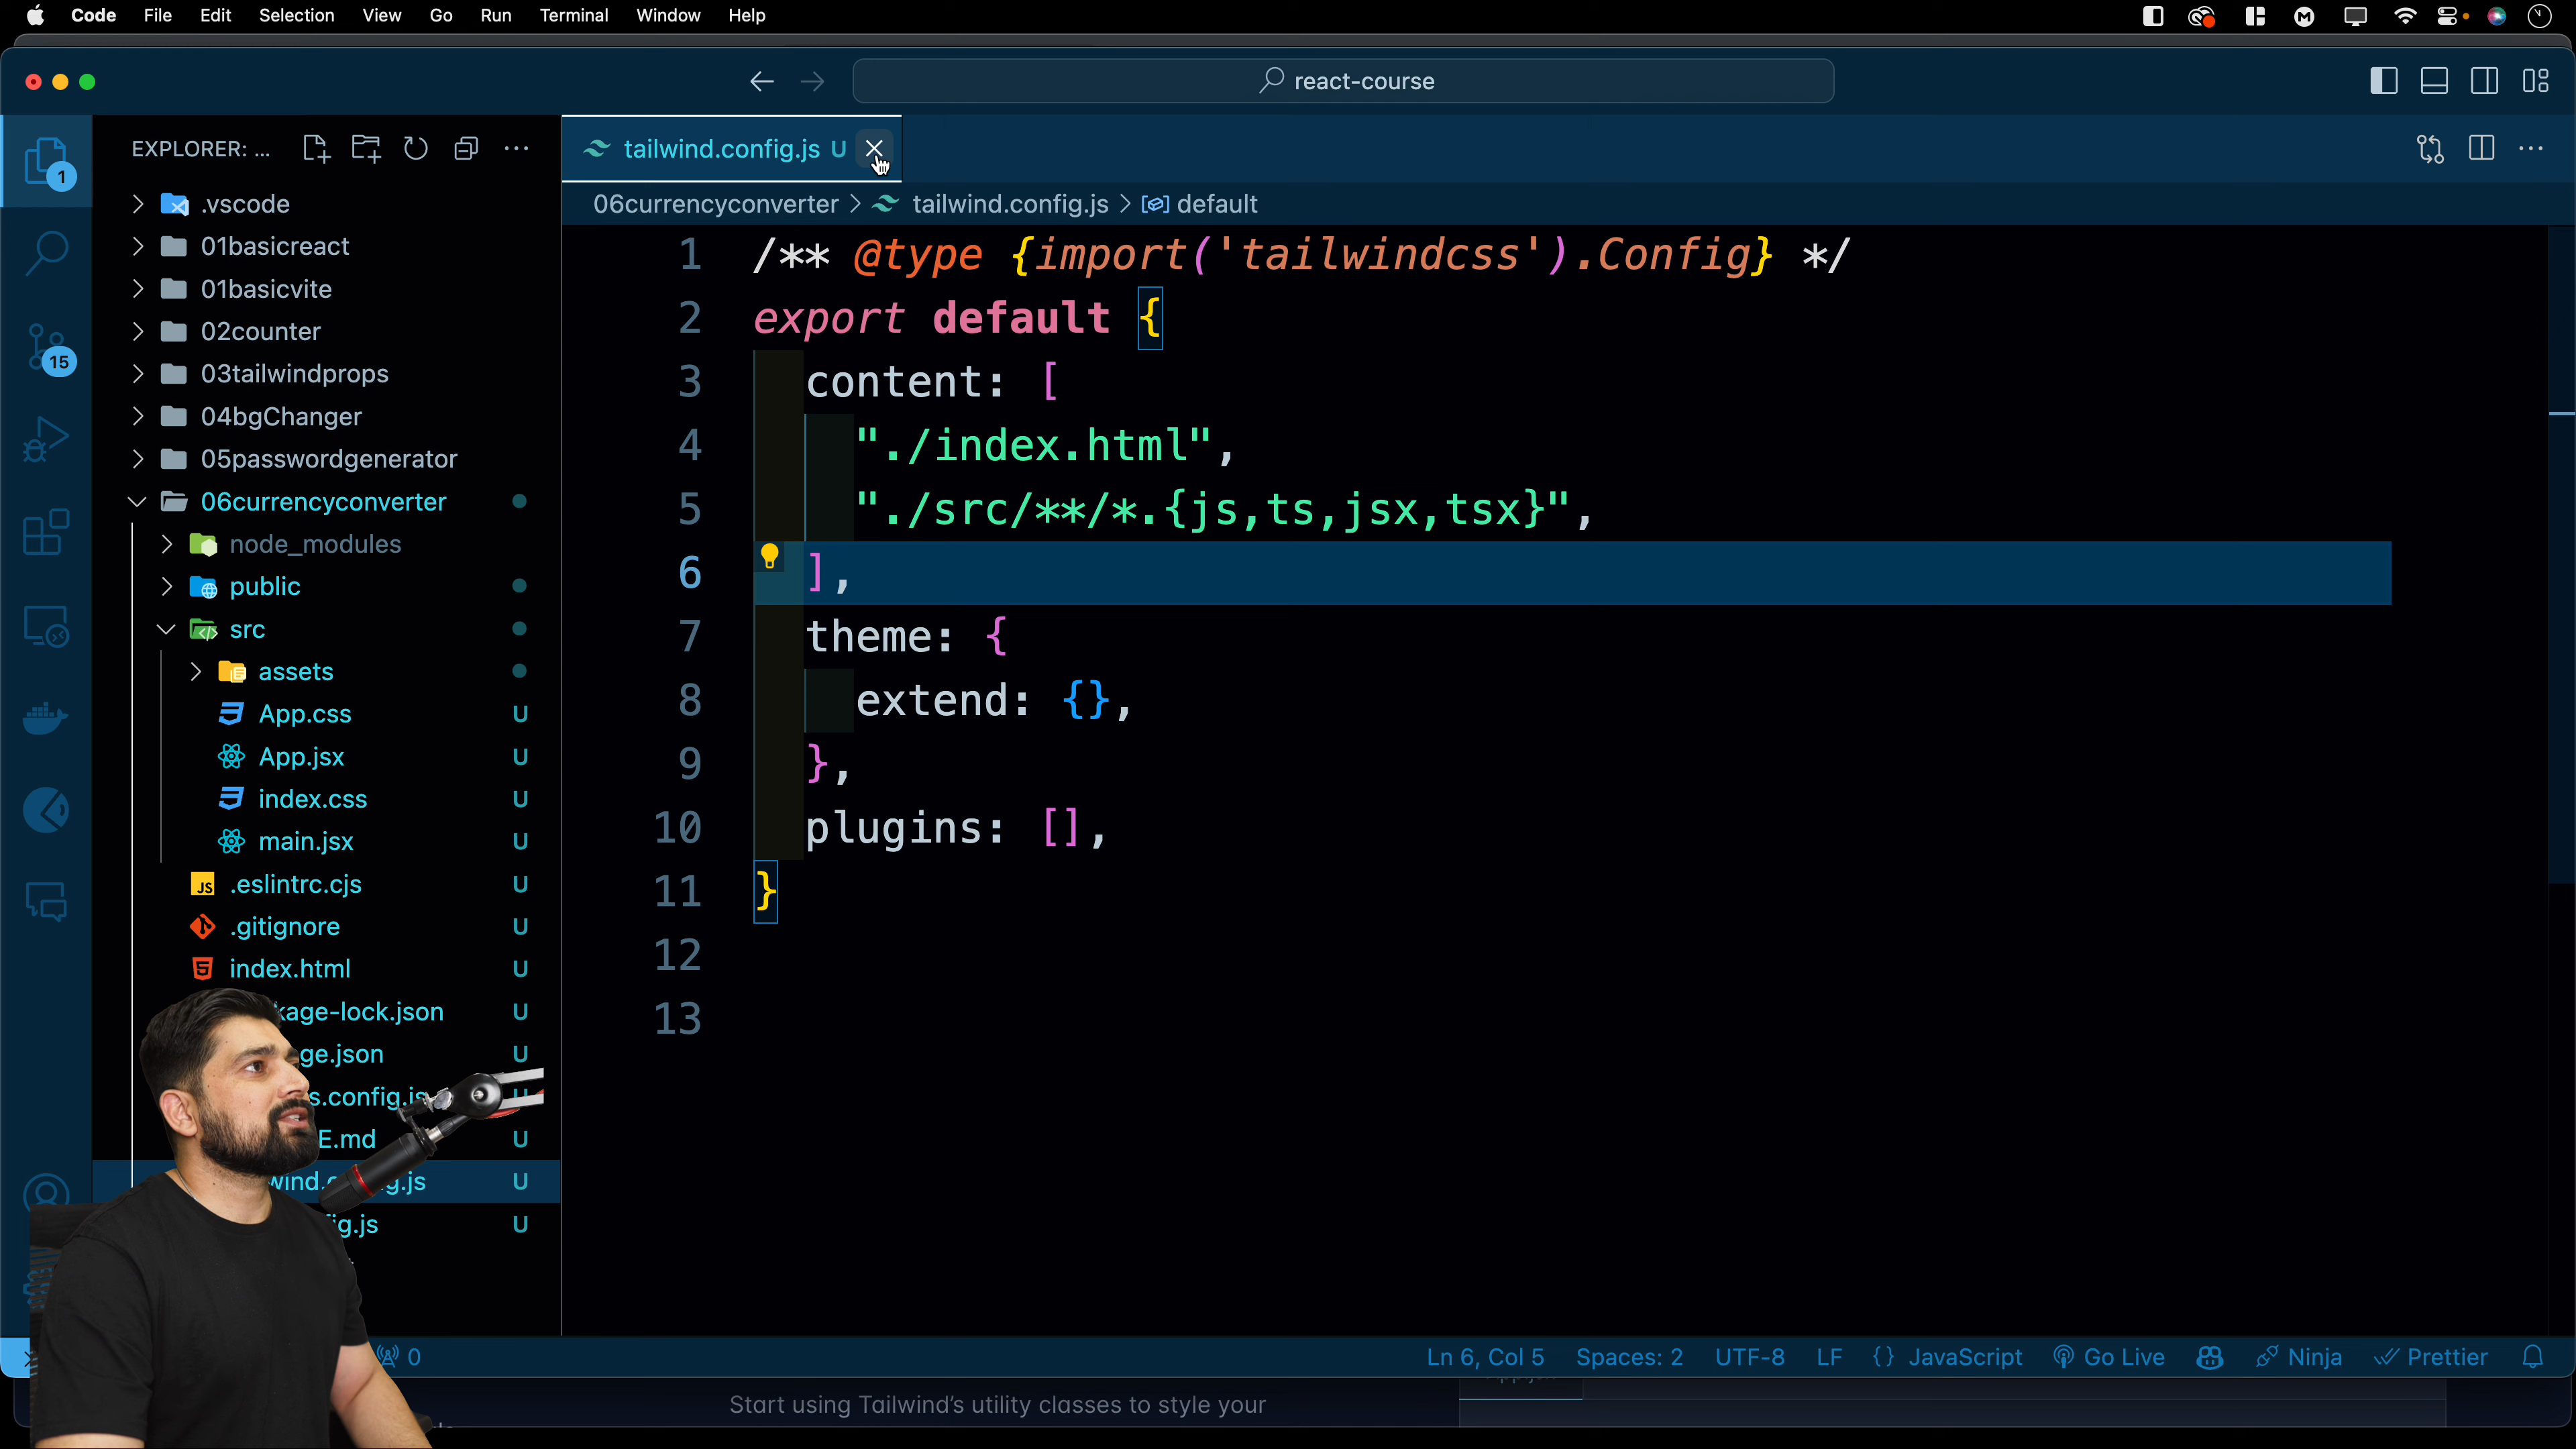 Code File Edit Selection View Go Run Terminal Window Help
react-course
EXPLORER: ...
tailwind.config.js U
06currencyconverter > tailwind.config.js > default
1
15
.vscode
01basicreact
01basicvite
02counter
03tailwindprops
04bgChanger
05passwordgenerator
06currencyconverter
node_modules
public
src
assets
App.css U
App.jsx U
index.css U
main.jsx U
.eslintrc.cjs U
.gitignore U
index.html U
kage-lock.json U
ge.json U
s.config.js U
E.md U
wind.config.js U
ig.js U
1 /** @type {import('tailwindcss').Config} */
2 export default {
3 content: [
4 "./index.html",
5 "./src/**/*.{js,ts,jsx,tsx}",
6 ],
7 theme: {
8 extend: {},
9 },
10 plugins: [],
11 }
12
13
0 Ln 6, Col 5 Spaces: 2 UTF-8 LF {} JavaScript Go Live Ninja Prettier
Start using Tailwind's utility classes to style your